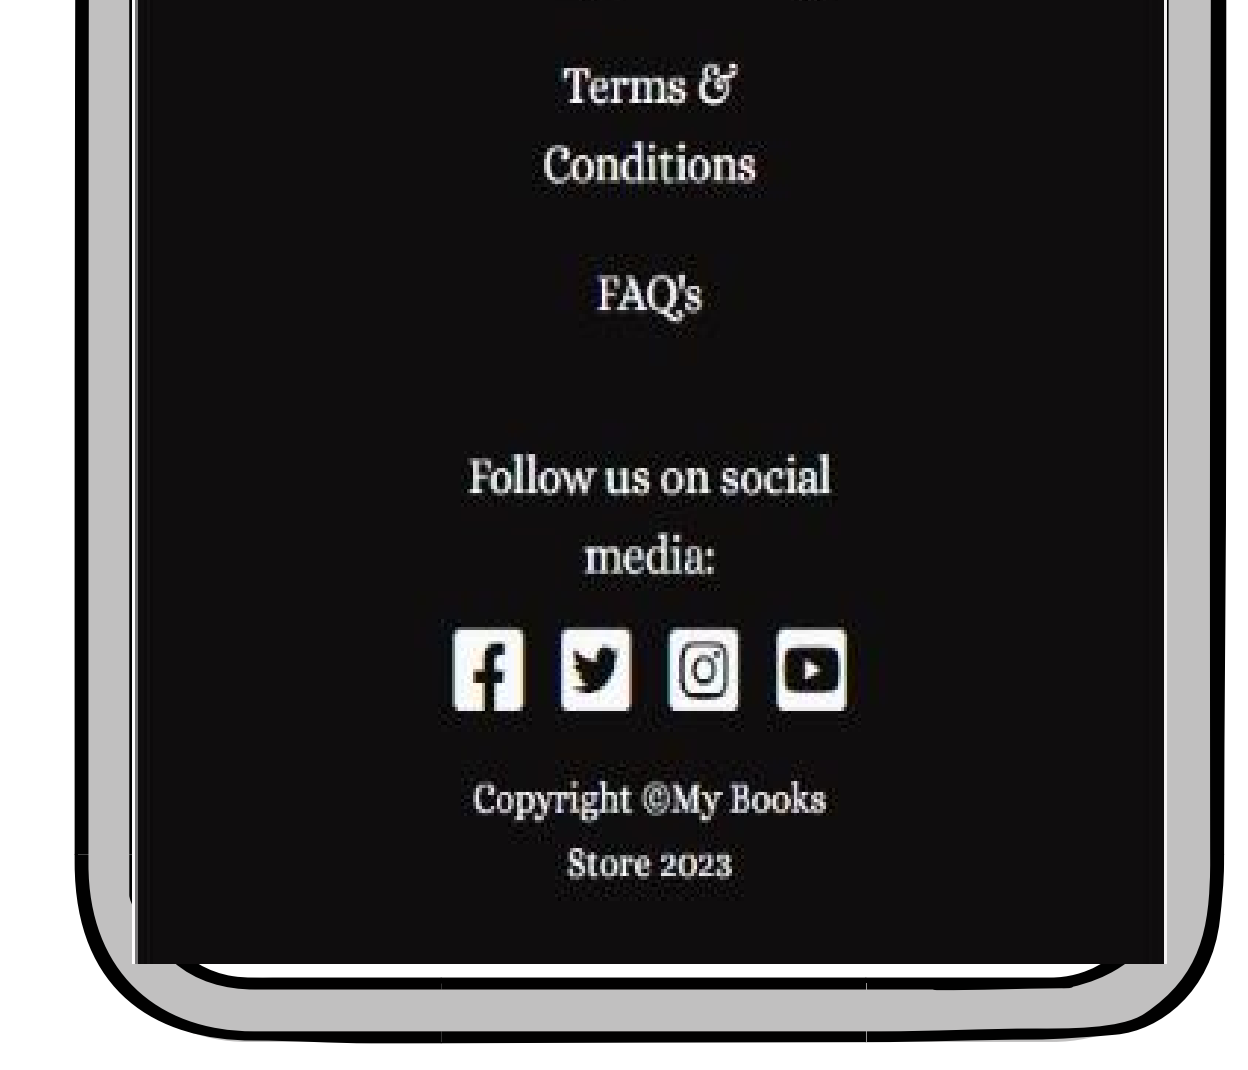 Terms &
Conditions
FAQ's
Follow us on social
media:
Copyright ©My Books
Store 2023